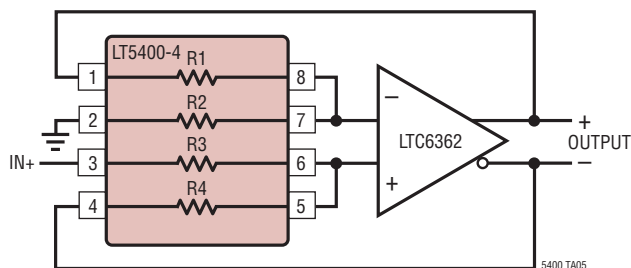 LT5400-4
R1
1
8
R2
2
7
R3
IN+
3
6
R4
4
5
−
+
LTC6362
+
OUTPUT
−
5400 TA05